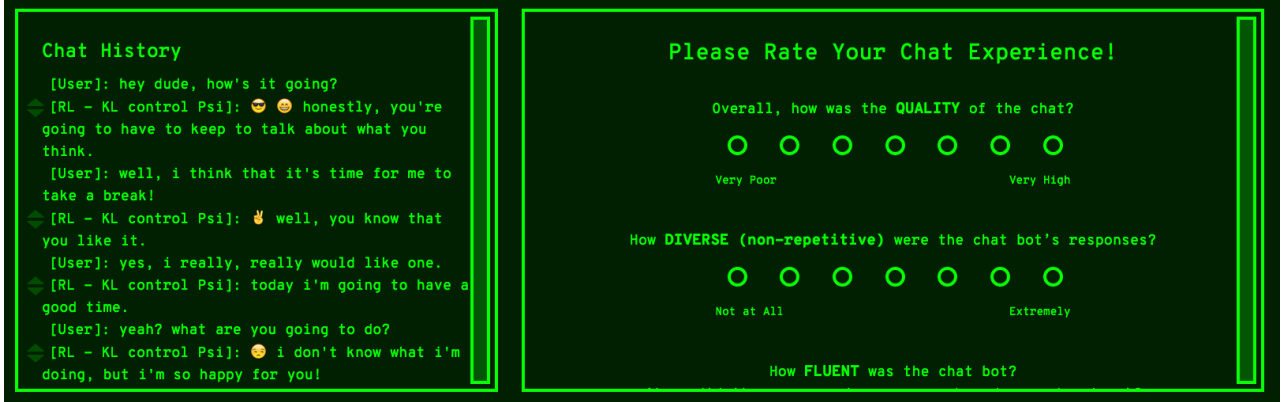 Chat History
[User]: hey dude, how's it going?
[RL - KL control Psi]: 😎 😄 honestly, you're
going to have to keep to talk about what you
think.
[User]: well, i think that it's time for me to
take a break!
[RL - KL control Psi]: ✌ well, you know that
you like it.
[User]: yes, i really, really would like one.
[RL - KL control Psi]: today i'm going to have a
good time.
[User]: yeah? what are you going to do?
[RL - KL control Psi]: 😒 i don't know what i'm
doing, but i'm so happy for you!
Please Rate Your Chat Experience!
Overall, how was the QUALITY of the chat?
Very Poor Very High
How DIVERSE (non-repetitive) were the chat bot's responses?
Not at All Extremely
How FLUENT was the chat bot?